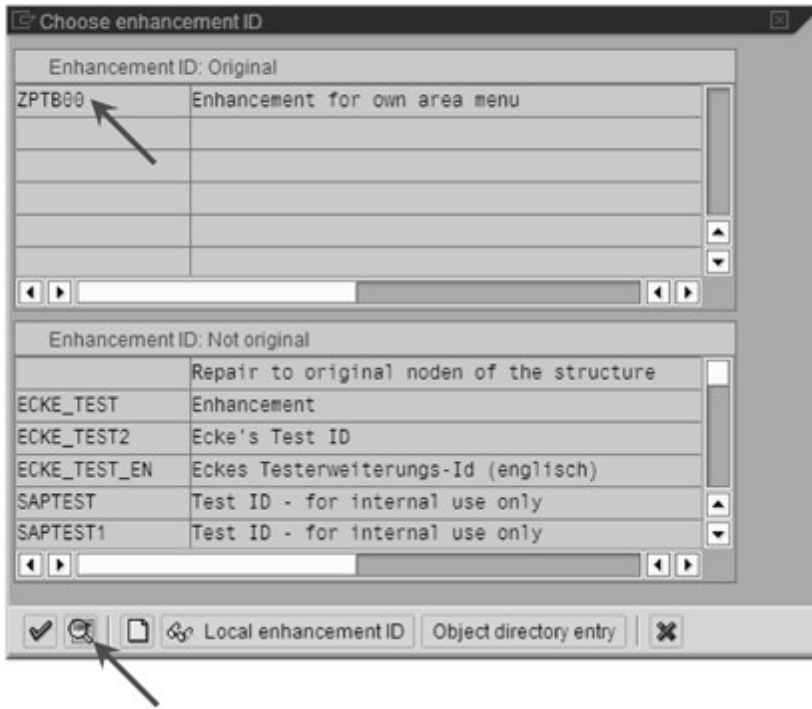 Choose enhancement ID
Enhancement ID: Original
ZPTB00 Enhancement for own area menu
Enhancement ID: Not original
Repair to original noden of the structure
ECKE_TEST Enhancement
ECKE_TEST2 Ecke's Test ID
ECKE_TEST_EN Eckes Testerweiterungs-Id (englisch)
SAPTEST Test ID - for internal use only
SAPTEST1 Test ID - for internal use only
Local enhancement ID Object directory entry